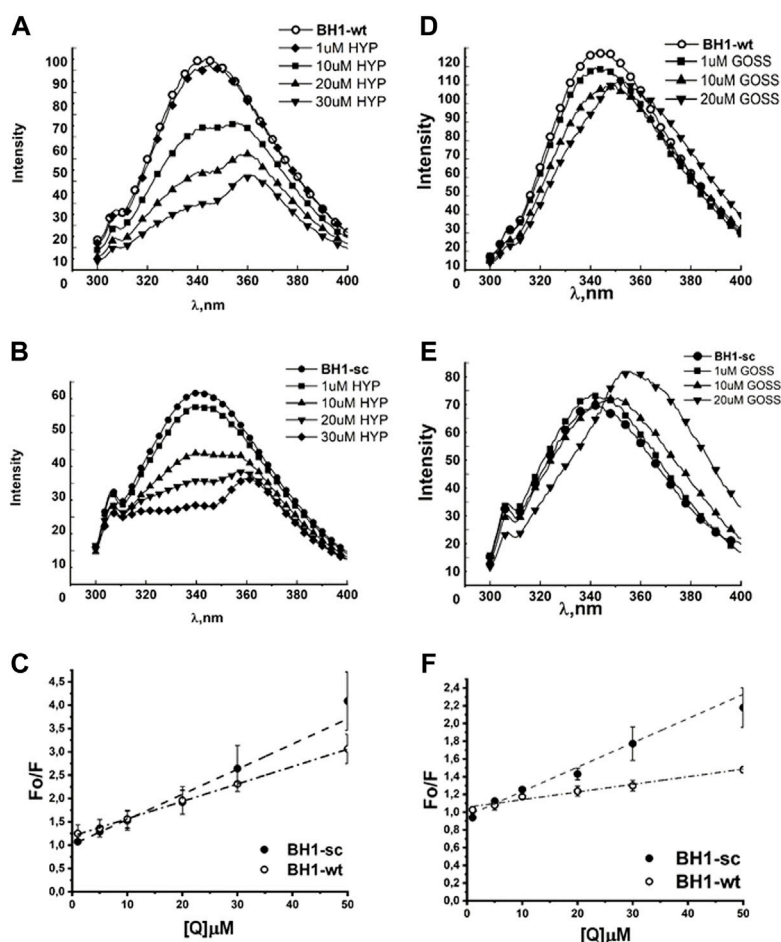 A
Intensity
100
90
80
70
60
50
40
30
20
10
0
300 320 340 360 380 400
λ,nm
BH1-wt
1uM HYP
10uM HYP
20uM HYP
30uM HYP
D
Intensity
120
110
100
90
80
70
60
50
40
30
20
10
0
300 320 340 360 380 400
λ,nm
BH1-wt
1uM GOSS
10uM GOSS
20uM GOSS
B
Intensity
60
50
40
30
20
10
0
300 320 340 360 380 400
λ,nm
BH1-sc
1uM HYP
10uM HYP
20uM HYP
30uM HYP
E
Intensity
80
70
60
50
40
30
20
10
0
300 320 340 360 380 400
λ,nm
BH1-sc
1uM GOSS
10uM GOSS
20uM GOSS
C
Fo/F
4,5
4,0
3,5
3,0
2,5
2,0
1,5
1,0
0,5
0,0
0 10 20 30 40 50
[Q]μM
BH1-sc
BH1-wt
F
Fo/F
2,4
2,2
2,0
1,8
1,6
1,4
1,2
1,0
0,8
0,6
0,4
0,2
0,0
0 10 20 30 40 50
[Q]μM
BH1-sc
BH1-wt